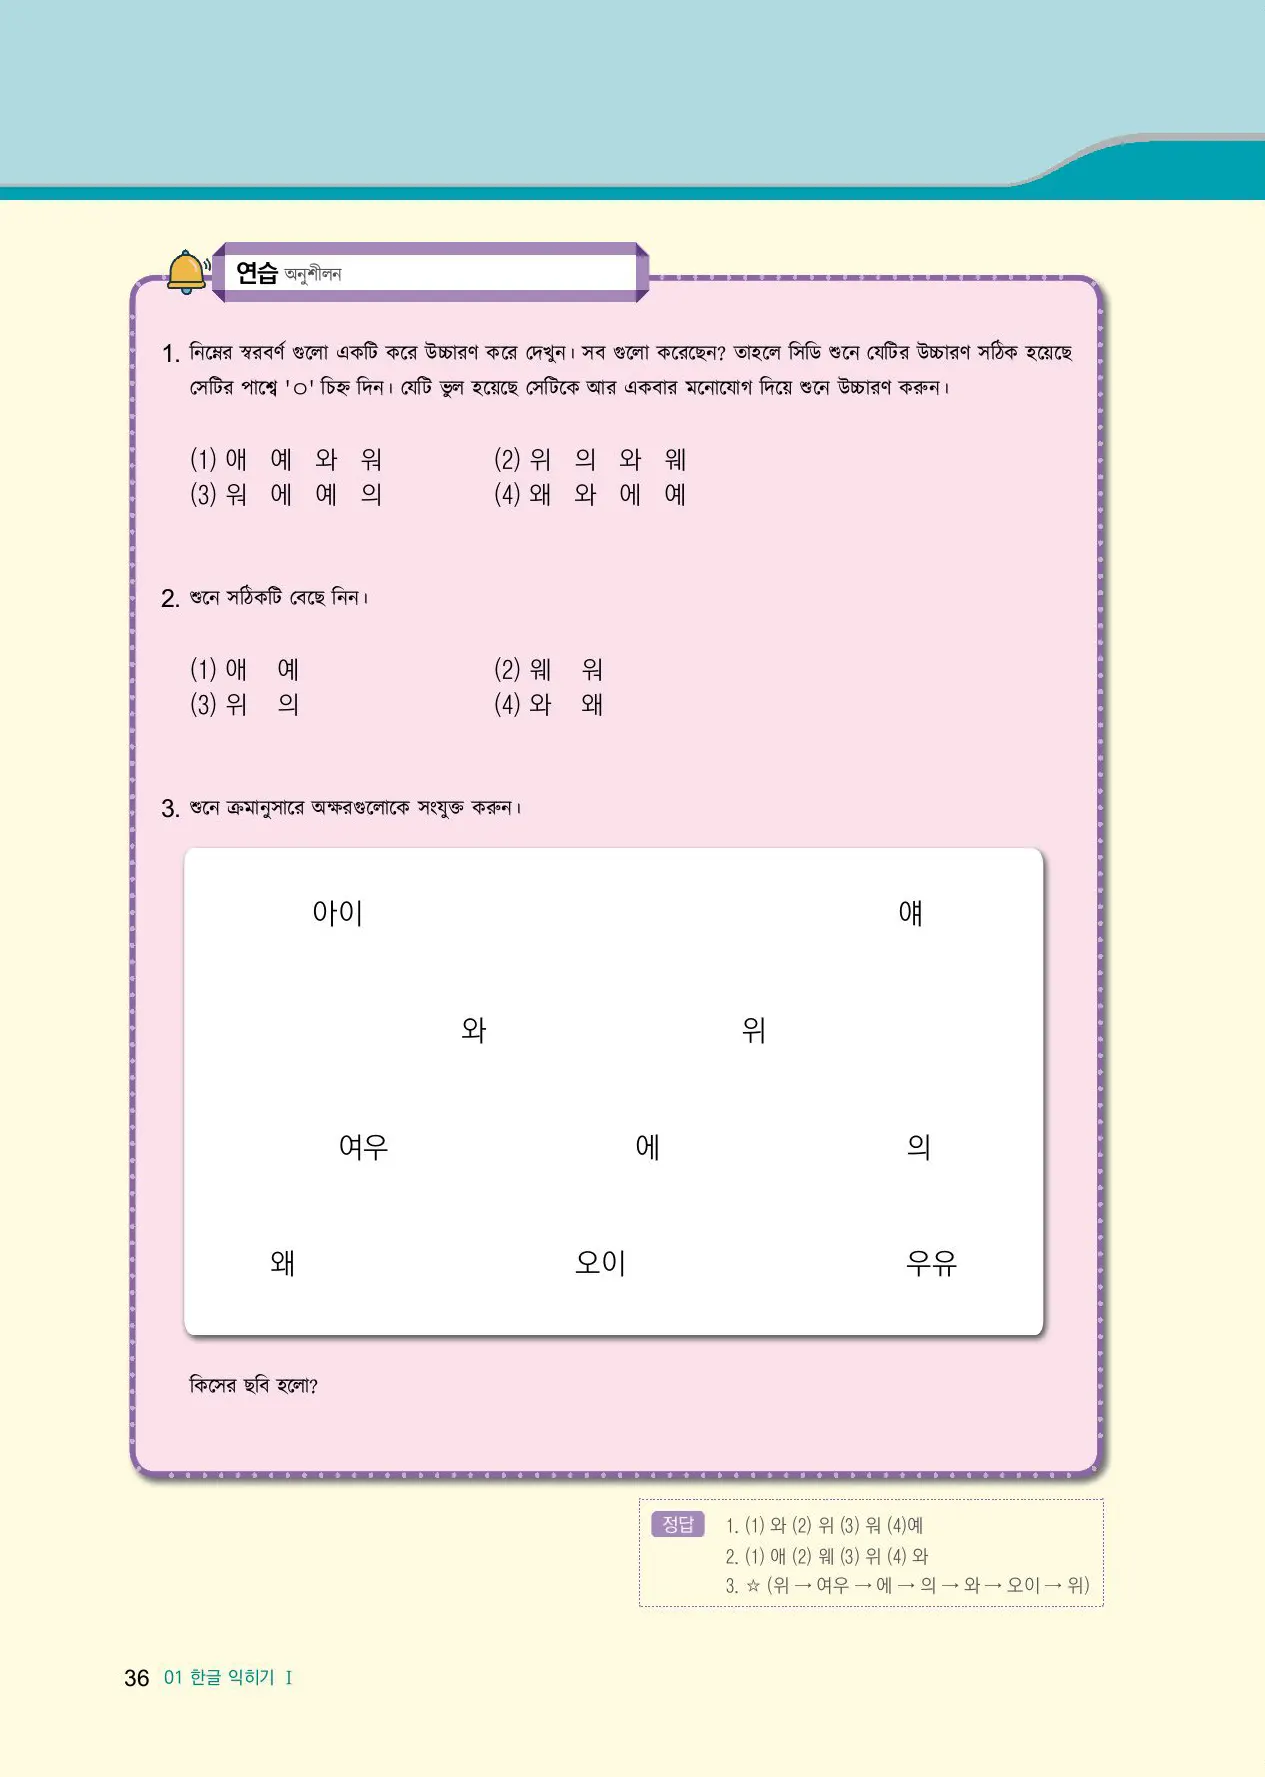 연습 অনুশীলন
1. নিম্নের স্বরবর্ণ গুলো একটি করে উচ্চারণ করে দেখুন। সব গুলো করেছেন? তাহলে সিডি শুনে যেটির উচ্চারণ সঠিক হয়েছে
সেটির পাশ্বে 'ㅇ' চিহ্ন দিন। যেটি ভুল হয়েছে সেটিকে আর একবার মনোযোগ দিয়ে শুনে উচ্চারণ করুন।
(1) 애 예 와 워 (2) 위 의 와 웨
(3) 워 에 예 의 (4) 왜 와 에 예
2. শুনে সঠিকটি বেছে নিন।
(1) 애 예 (2) 웨 워
(3) 위 의 (4) 와 왜
3. শুনে ক্রমানুসারে অক্ষরগুলোকে সংযুক্ত করুন।
아이 얘
와 위
여우 에 의
왜 오이 우유
কিসের ছবি হলো?
정답 1. (1) 와 (2) 위 (3) 워 (4)예
2. (1) 애 (2) 웨 (3) 위 (4) 와
3. ☆ (위 → 여우 → 에 → 의 → 와 → 오이 → 위)
36 01 한글 익히기 Ⅰ